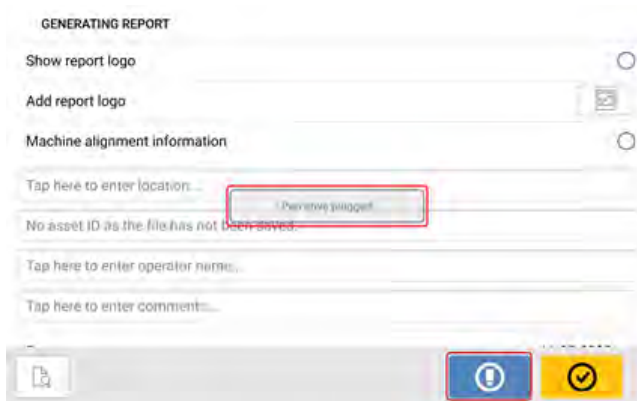 GENERATING REPORT
Show report logo
Add report logo
Machine alignment information
Tap here to enter location...
Pen drive plugged
No asset ID as the file has not been saved.
Tap here to enter operator name...
Tap here to enter comments...